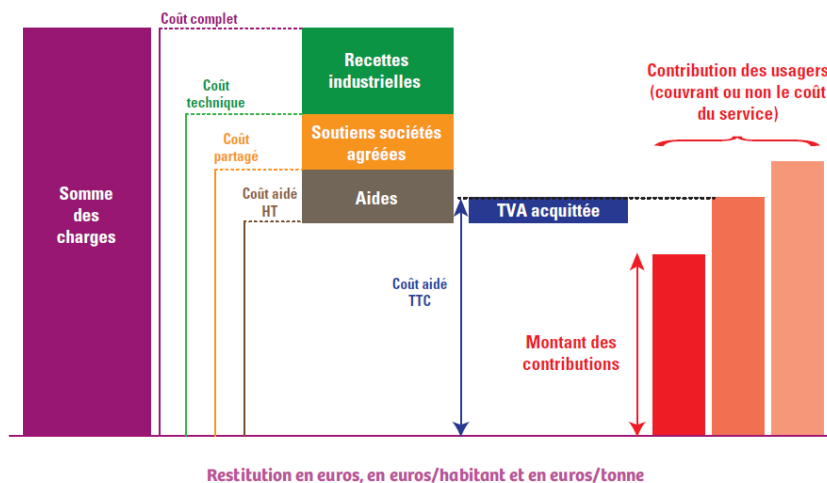 Coût complet
Somme
des
charges
Coût
technique
Coût
partagé
Coût aidé
HT
Recettes
industrielles
Soutiens sociétés
agréées
Aides
TVA acquittée
Coût aidé
TTC
Contribution des usagers
(couvrant ou non le coût
du service)
Montant des
contributions
Restitution en euros, en euros/habitant et en euros/tonne